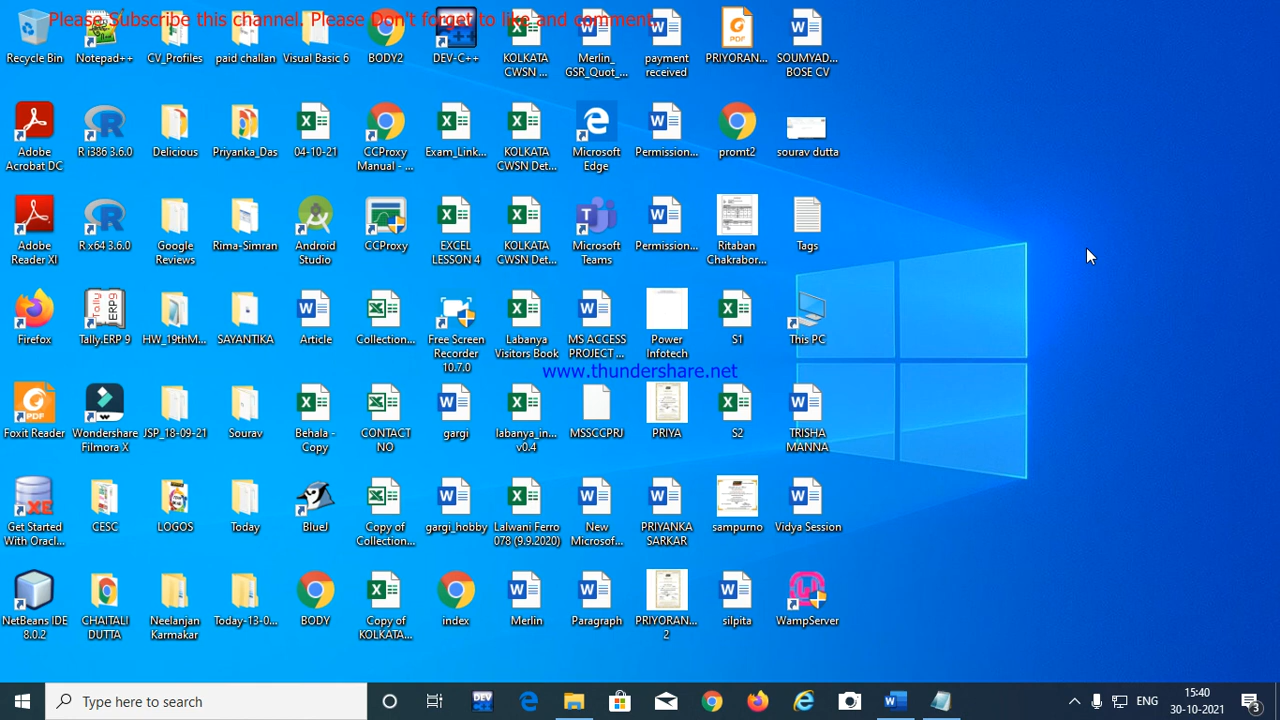 Please Subscribe this channel. Please Don't forget to like and comment.
Recycle Bin
Notepad++
CV_Profiles
paid challan
Visual Basic 6
BODY2
DEV-C++
KOLKATA
CWSN ...
Merlin_
GSR_Quot_...
payment
received
PRIYORAN...
SOUMYAD...
BOSE CV
Adobe
Acrobat DC
R i386 3.6.0
Delicious
Priyanka_Das
04-10-21
CCProxy
Manual - ...
Exam_Link...
KOLKATA
CWSN Det...
Microsoft
Edge
Permission...
promt2
sourav dutta
Adobe
Reader XI
R x64 3.6.0
Google
Reviews
Rima-Simran
Android
Studio
CCProxy
EXCEL
LESSON 4
KOLKATA
CWSN Det...
Microsoft
Teams
Permission...
Ritaban
Chakrabor...
Tags
Firefox
Tally.ERP 9
HW_19thM...
SAYANTIKA
Article
Collection...
Free Screen
Recorder
10.7.0
Labanya
Visitors Book
MS ACCESS
PROJECT ...
Power
Infotech
S1
This PC
www.thundershare.net
Foxit Reader
Wondershare
Filmora X
JSP_18-09-21
Sourav
Behala -
Copy
CONTACT
NO
gargi
labanya_in...
v0.4
MSSCCPRJ
PRIYA
S2
TRISHA
MANNA
Get Started
With Oracl...
CESC
LOGOS
Today
BlueJ
Copy of
Collection...
gargi_hobby
Lalwani Ferro
078 (9.9.2020)
New
Microsof...
PRIYANKA
SARKAR
sampurno
Vidya Session
NetBeans IDE
8.0.2
CHAITALI
DUTTA
Neelanjan
Karmakar
Today-13-0...
BODY
Copy of
KOLKATA...
index
Merlin
Paragraph
PRIYORAN...
2
silpita
WampServer
Type here to search
ENG
15:40
30-10-2021
3